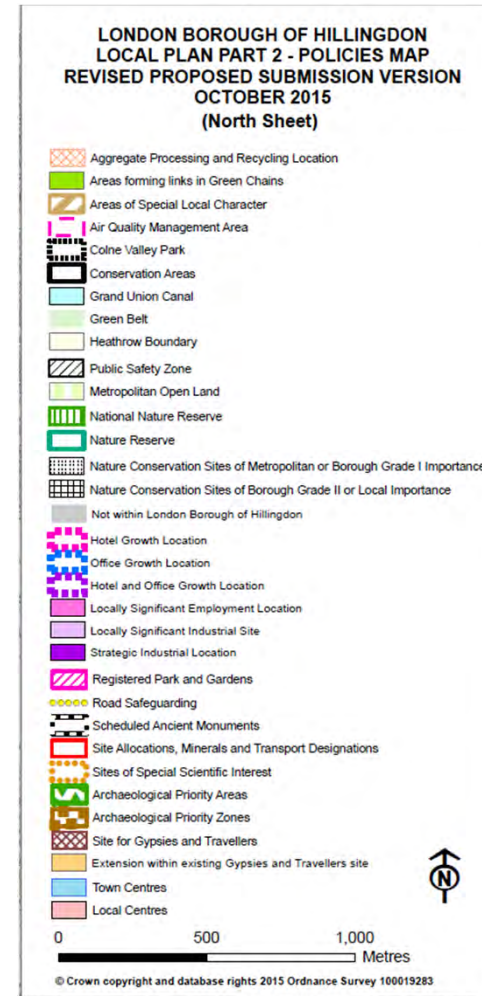 LONDON BOROUGH OF HILLINGDON
LOCAL PLAN PART 2 - POLICIES MAP
REVISED PROPOSED SUBMISSION VERSION
OCTOBER 2015
(North Sheet)
Aggregate Processing and Recycling Location
Areas forming links in Green Chains
Areas of Special Local Character
Air Quality Management Area
Colne Valley Park
Conservation Areas
Grand Union Canal
Green Belt
Heathrow Boundary
Public Safety Zone
Metropolitan Open Land
National Nature Reserve
Nature Reserve
Nature Conservation Sites of Metropolitan or Borough Grade I Importance
Nature Conservation Sites of Borough Grade II or Local Importance
Not within London Borough of Hillingdon
Hotel Growth Location
Office Growth Location
Hotel and Office Growth Location
Locally Significant Employment Location
Locally Significant Industrial Site
Strategic Industrial Location
Registered Park and Gardens
Road Safeguarding
Scheduled Ancient Monuments
Site Allocations, Minerals and Transport Designations
Sites of Special Scientific Interest
Archaeological Priority Areas
Archaeological Priority Zones
Site for Gypsies and Travellers
Extension within existing Gypsies and Travellers site
Town Centres
Local Centres
N
0 500 1,000
Metres
© Crown copyright and database rights 2015 Ordnance Survey 100019283